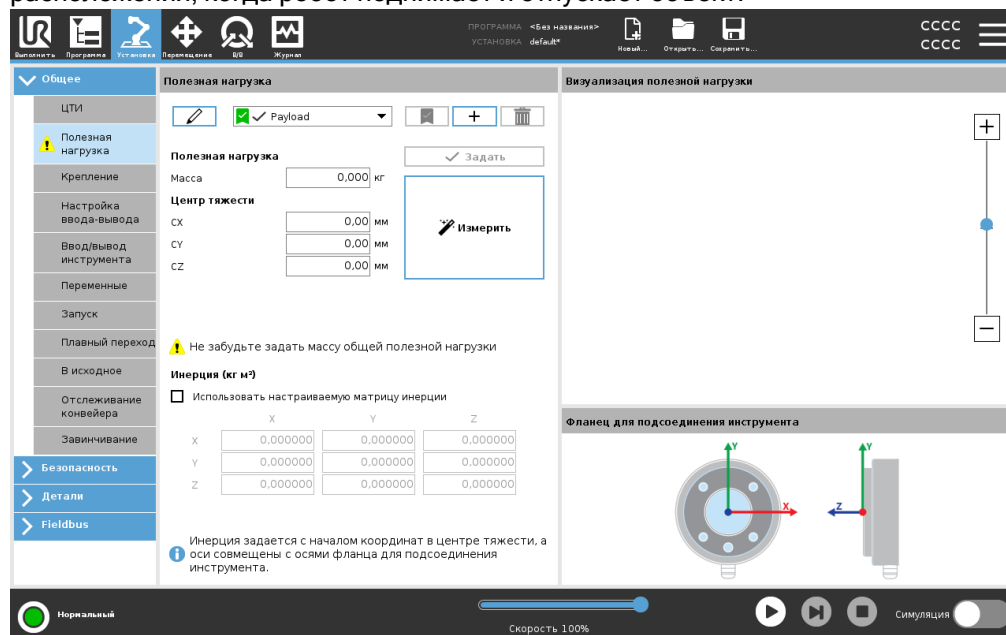 расположения, когда робот поднимает и отпускает объект.
UR
Выполнить Программа Установка Перемещение В/В Журнал
ПРОГРАММА <Без названия>
УСТАНОВКА default*
Новый... Открыть... Сохранить...
CCCC
CCCC
Общее
ЦТИ
Полезная нагрузка
Крепление
Настройка ввода-вывода
Ввод/вывод инструмента
Переменные
Запуск
Плавный переход
В исходное
Отслеживание конвейера
Завинчивание
Безопасность
Детали
Fieldbus
Полезная нагрузка
Payload
Полезная нагрузка
Задать
Масса 0,000 кг
Центр тяжести
CX 0,00 мм
CY 0,00 мм
CZ 0,00 мм
Измерить
Не забудьте задать массу общей полезной нагрузки
Инерция (кг м²)
Использовать настраиваемую матрицу инерции
X Y Z
X 0,000000 0,000000 0,000000
Y 0,000000 0,000000 0,000000
Z 0,000000 0,000000 0,000000
Инерция задается с началом координат в центре тяжести, а
оси совмещены с осями фланца для подсоединения
инструмента.
Визуализация полезной нагрузки
Фланец для подсоединения инструмента
Y Y
X Z
Нормальный
Скорость 100%
Симуляция